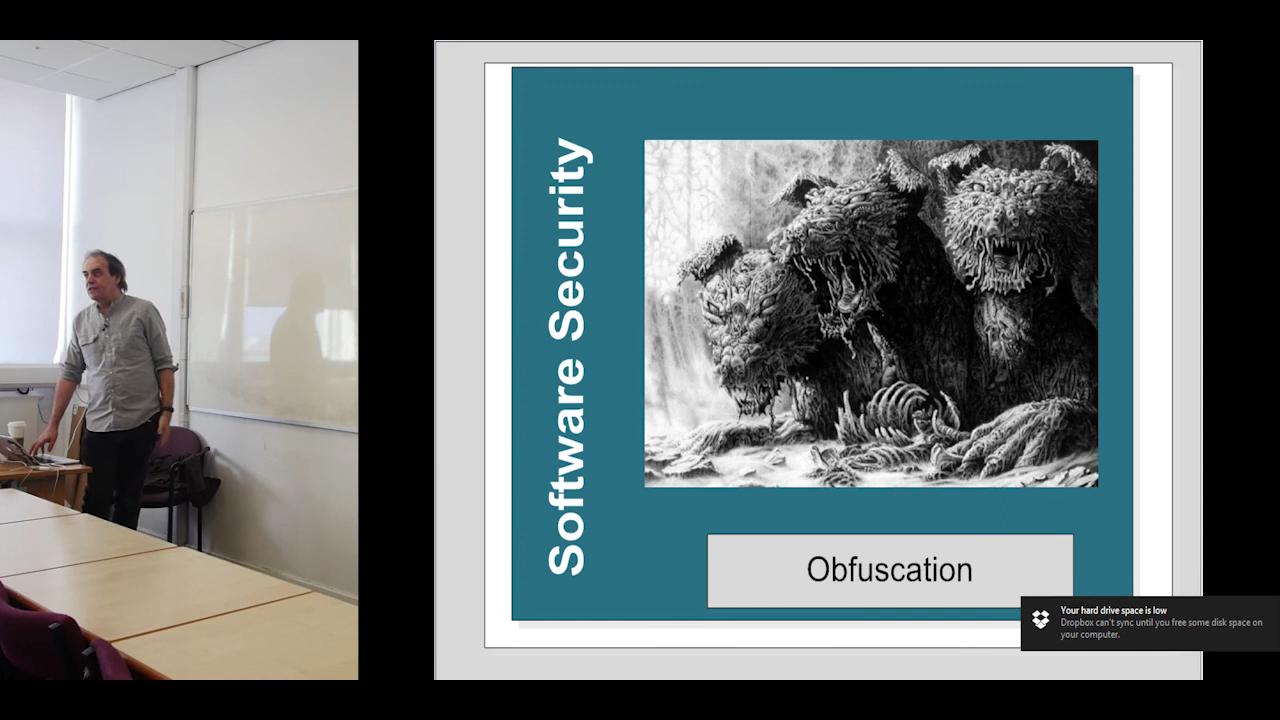 Software Security
Obfuscation
Your hard drive space is low
Dropbox can't sync until you free some disk space on
your computer.